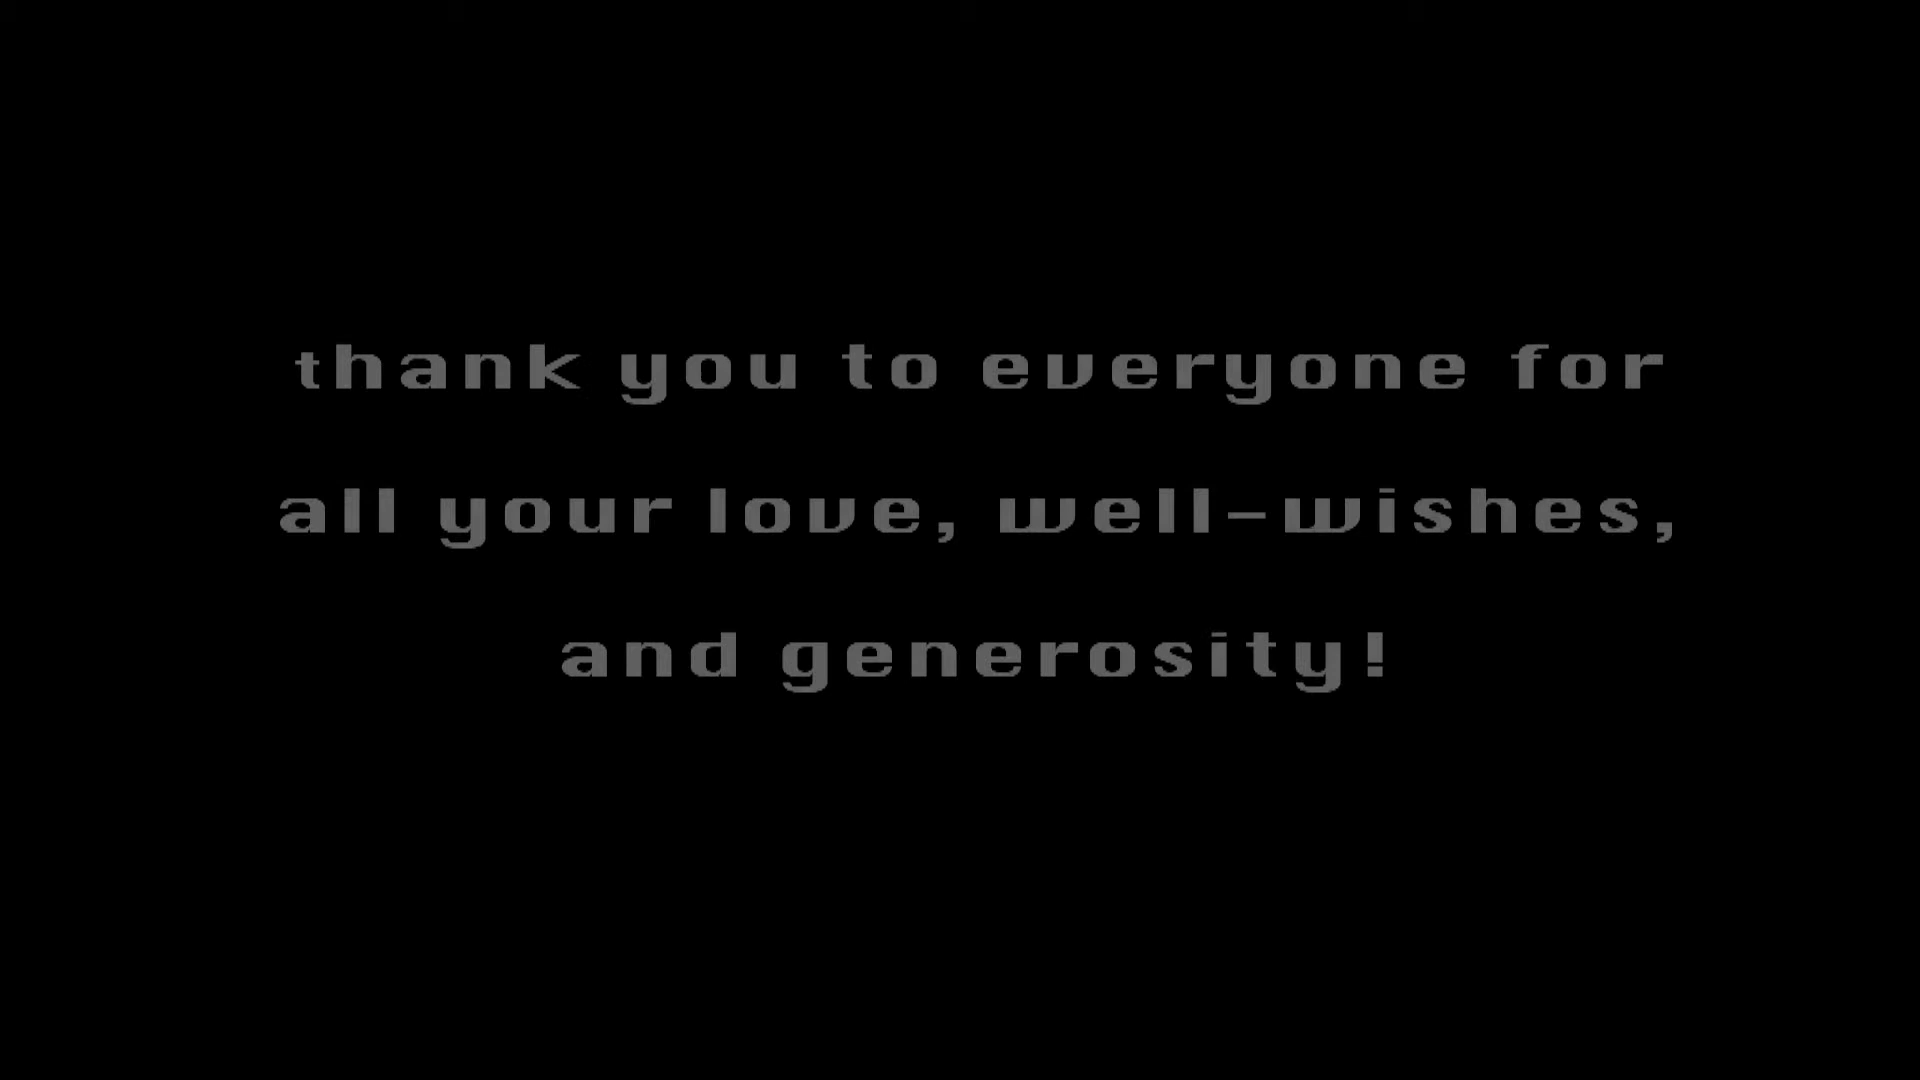 thank you to everyone for
all your love, well-wishes,
and generosity!